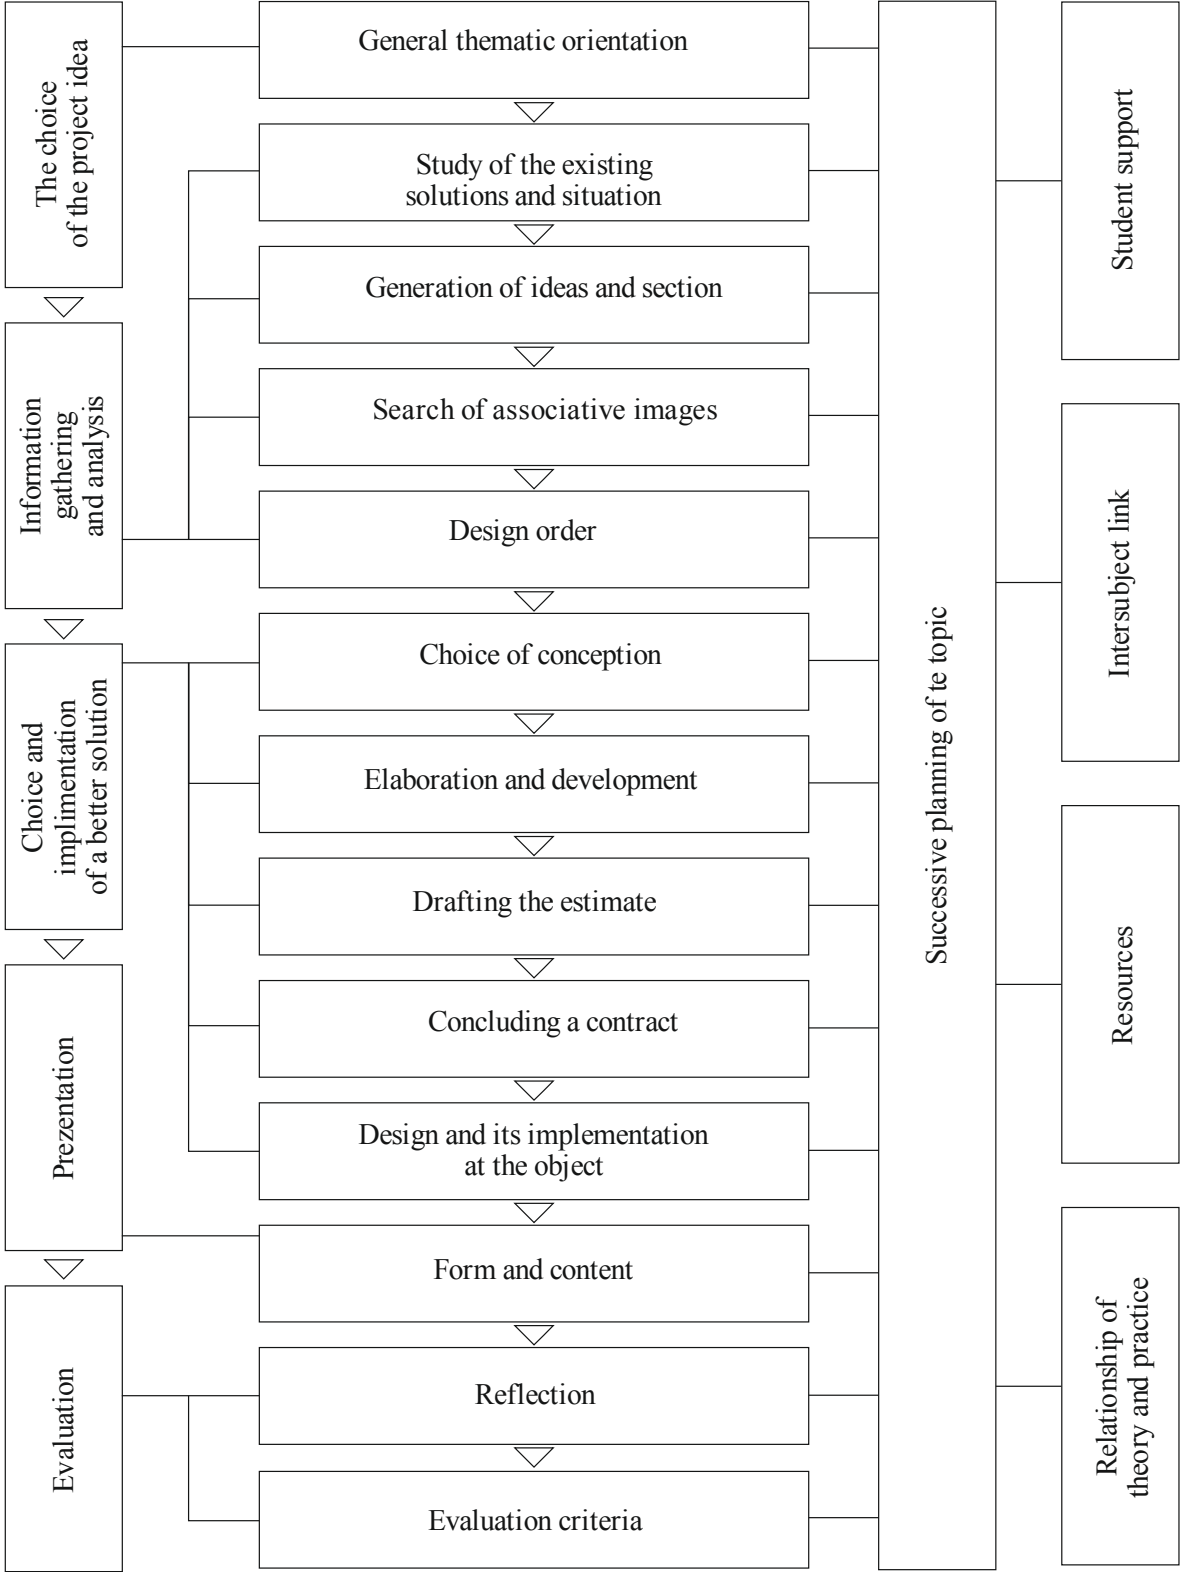 The choice
of the project idea
Information
gathering
and analysis
Choice and
implimentation
of a better solution
Prezentation
Evaluation
General thematic orientation
Study of the existing
solutions and situation
Generation of ideas and section
Search of associative images
Design order
Choice of conception
Elaboration and development
Drafting the estimate
Concluding a contract
Design and its implementation
at the object
Form and content
Reflection
Evaluation criteria
Successive planning of te topic
Student support
Intersubject link
Resources
Relationship of
theory and practice